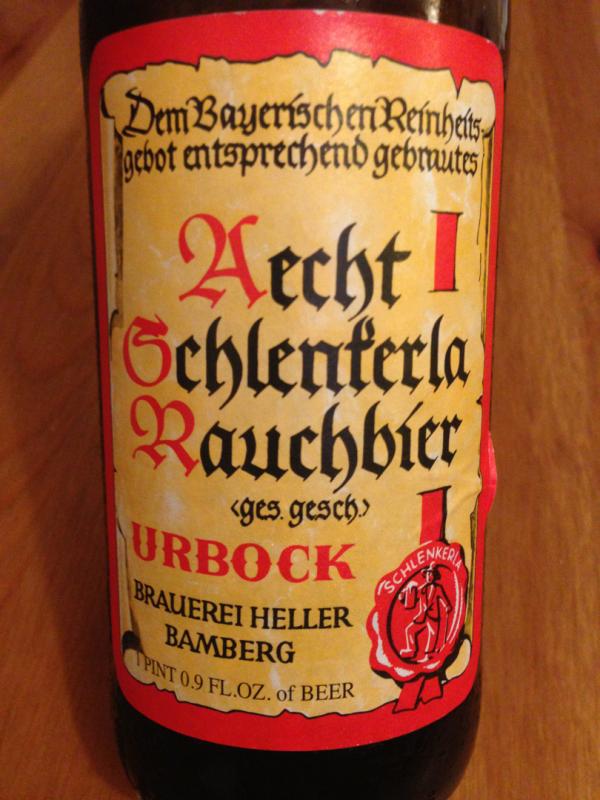 Dem Bayerischen Reinheits-
gebot entsprechend gebrautes
Aecht
Schlenkerla
Rauchbier
<ges. gesch.>
URBOCK
BRAUEREI HELLER
BAMBERG
1 PINT 0.9 FL.OZ. of BEER
SCHLENKERLA